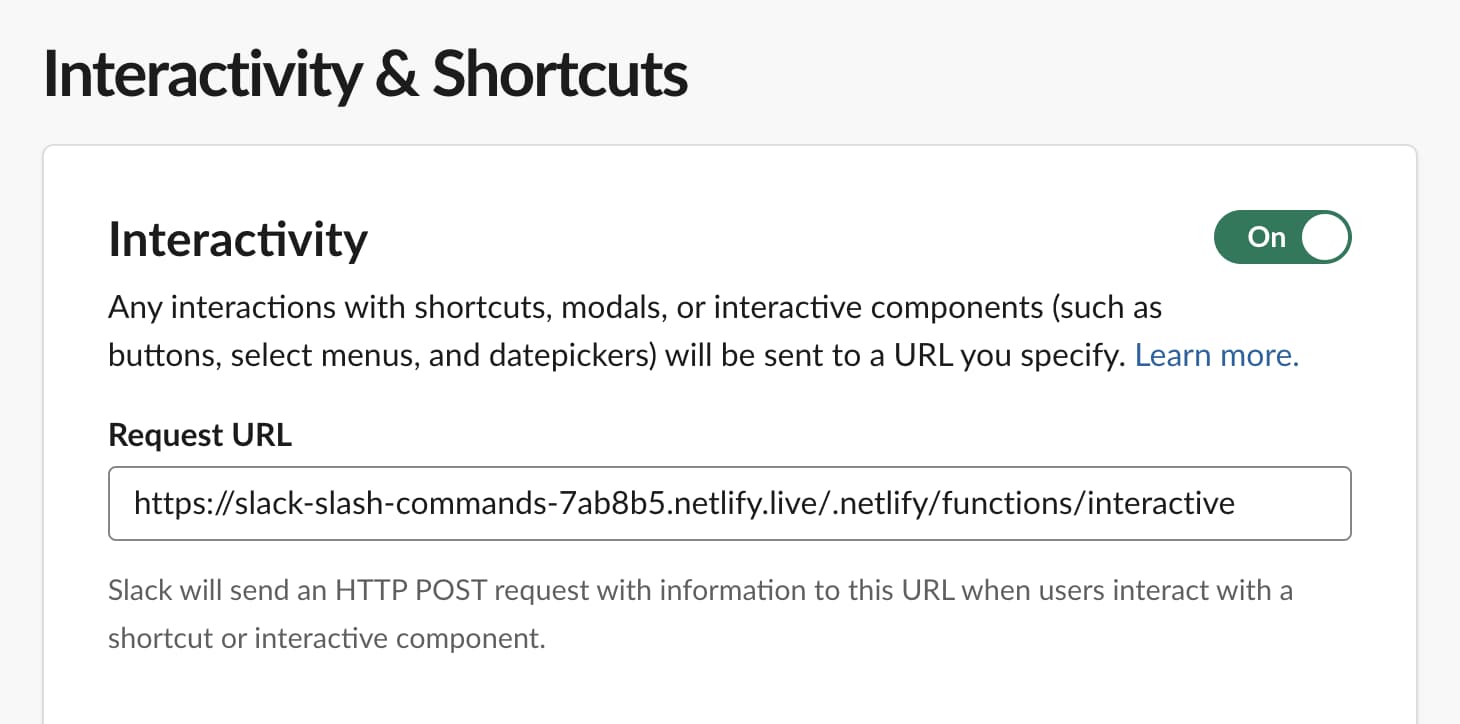 Interactivity & Shortcuts
Interactivity
On
Any interactions with shortcuts, modals, or interactive components (such as
buttons, select menus, and datepickers) will be sent to a URL you specify. Learn more.
Request URL
https://slack-slash-commands-7ab8b5.netlify.live/.netlify/functions/interactive
Slack will send an HTTP POST request with information to this URL when users interact with a
shortcut or interactive component.